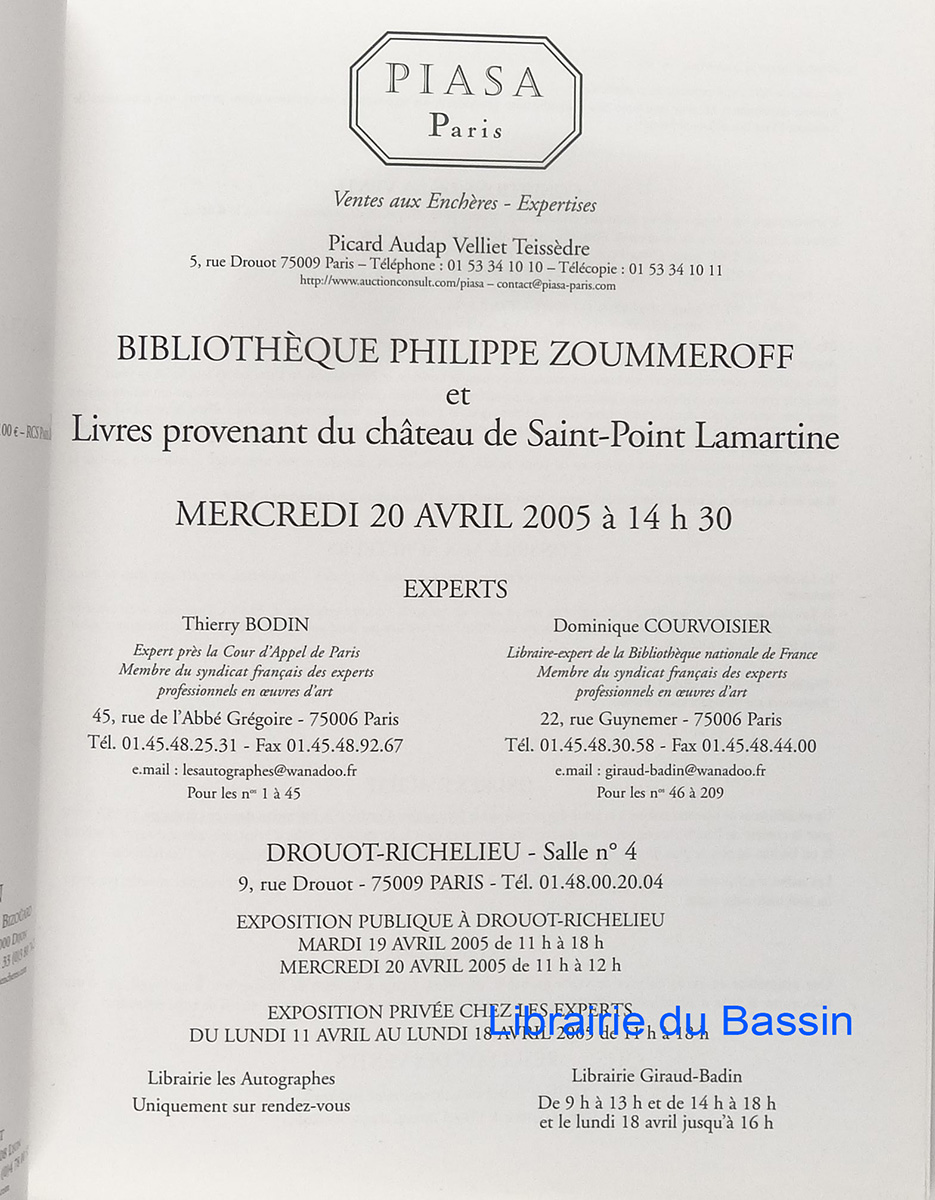 PIASA
Paris
Ventes aux Enchères - Expertises
Picard Audap Velliet Teissèdre
5, rue Drouot 75009 Paris – Téléphone : 01 53 34 10 10 – Télécopie : 01 53 34 10 11
http://www.auctionconsult.com/piasa – contact@piasa-paris.com
BIBLIOTHÈQUE PHILIPPE ZOUMMEROFF
et
Livres provenant du château de Saint-Point Lamartine
00 € – RCS
MERCREDI 20 AVRIL 2005 à 14 h 30
EXPERTS
Thierry BODIN
Expert près la Cour d'Appel de Paris
Membre du syndicat français des experts
professionnels en œuvres d'art
45, rue de l'Abbé Grégoire - 75006 Paris
Tél. 01.45.48.25.31 - Fax 01.45.48.92.67
e.mail : lesautographes@wanadoo.fr
Pour les nos 1 à 45
Dominique COURVOISIER
Libraire-expert de la Bibliothèque nationale de France
Membre du syndicat français des experts
professionnels en œuvres d'art
22, rue Guynemer - 75006 Paris
Tél. 01.45.48.30.58 - Fax 01.45.48.44.00
e.mail : giraud-badin@wanadoo.fr
Pour les nos 46 à 209
DROUOT-RICHELIEU - Salle n° 4
9, rue Drouot - 75009 PARIS - Tél. 01.48.00.20.04
EXPOSITION PUBLIQUE À DROUOT-RICHELIEU
MARDI 19 AVRIL 2005 de 11 h à 18 h
MERCREDI 20 AVRIL 2005 de 11 h à 12 h
EXPOSITION PRIVÉE CHEZ LES EXPERTS
DU LUNDI 11 AVRIL AU LUNDI 18 AVRIL 2005 de 11 h à 18 h
Librairie du Bassin
Librairie les Autographes
Uniquement sur rendez-vous
Librairie Giraud-Badin
De 9 h à 13 h et de 14 h à 18 h
et le lundi 18 avril jusqu'à 16 h